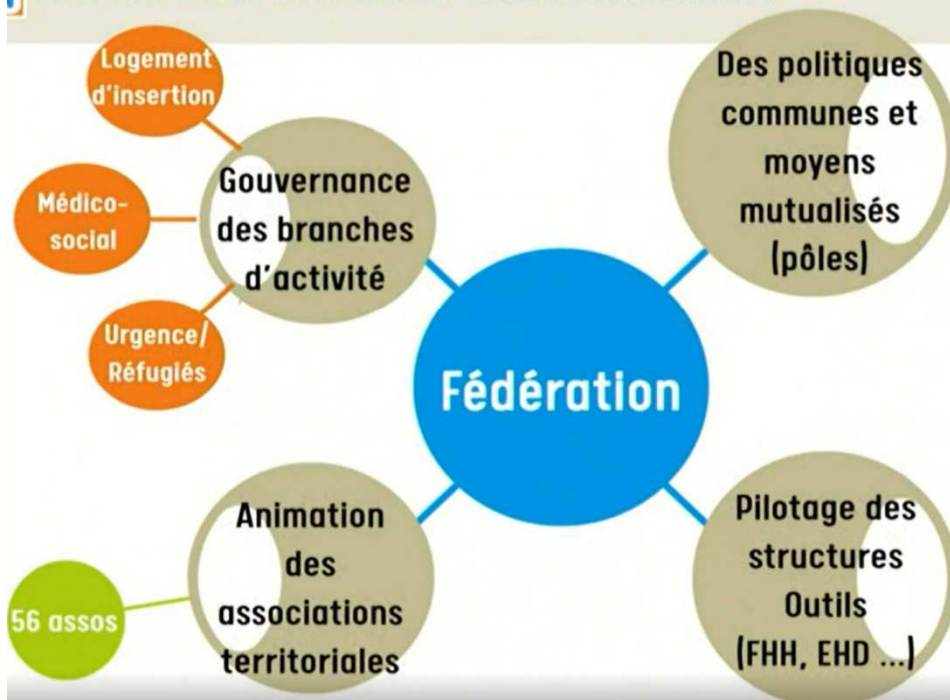 Logement
d'insertion
Médico-
social
Urgence/
Réfugiés
Gouvernance
des branches
d'activité
Des politiques
communes et
moyens
mutualisés
(pôles)
Fédération
56 assos
Animation
des
associations
territoriales
Pilotage des
structures
Outils
(FHH, EHD ...)